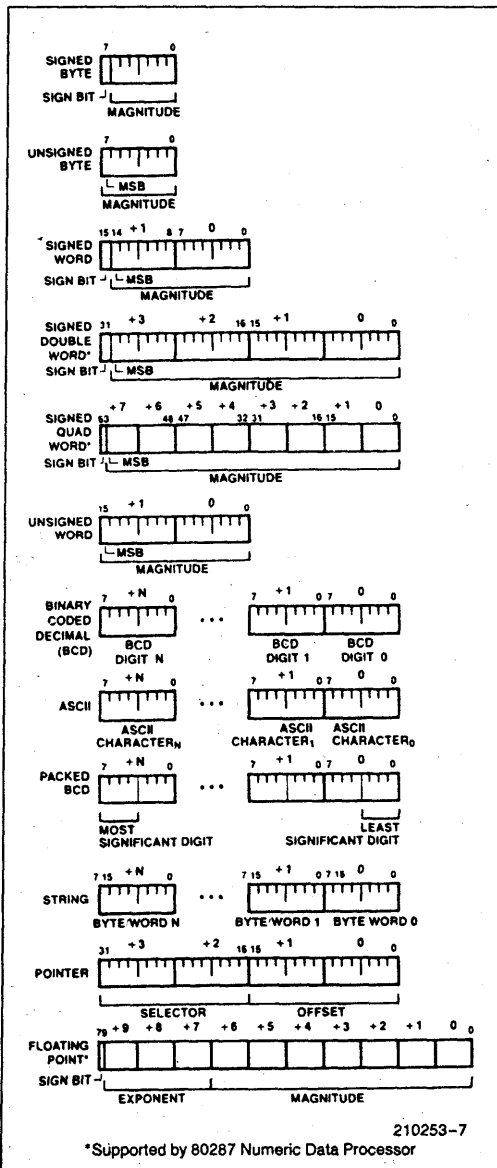 7 0
SIGNED
BYTE
SIGN BIT
MAGNITUDE
7 0
UNSIGNED
BYTE
MSB
MAGNITUDE
15 14 +1 8 7 0 0
SIGNED
WORD
SIGN BIT MSB
MAGNITUDE
31 +3 +2 16 15 +1 0 0
SIGNED
DOUBLE
WORD*
SIGN BIT MSB
MAGNITUDE
+7 +6 +5 +4 +3 +2 +1 0
63 48 47 32 31 16 15 0
SIGNED
QUAD
WORD*
SIGN BIT MSB
MAGNITUDE
15 +1 0 0
UNSIGNED
WORD
MSB
MAGNITUDE
7 +N 0 7 +1 0 7 0 0
BINARY
CODED
DECIMAL
(BCD)
...
BCD
DIGIT N
BCD
DIGIT 1
BCD
DIGIT 0
7 +N 0 7 +1 0 7 0 0
ASCII
...
ASCII
CHARACTERN
ASCII
CHARACTER1
ASCII
CHARACTER0
7 +N 0 7 +1 0 7 0 0
PACKED
BCD
...
MOST
SIGNIFICANT DIGIT
LEAST
SIGNIFICANT DIGIT
7 15 +N 0 7 15 +1 0 7 15 0 0
STRING
...
BYTE/WORD N BYTE/WORD 1 BYTE WORD 0
31 +3 +2 16 15 +1 0 0
POINTER
SELECTOR OFFSET
79 +9 +8 +7 +6 +5 +4 +3 +2 +1 0 0
FLOATING
POINT*
SIGN BIT
EXPONENT MAGNITUDE
210253-7
*Supported by 80287 Numeric Data Processor